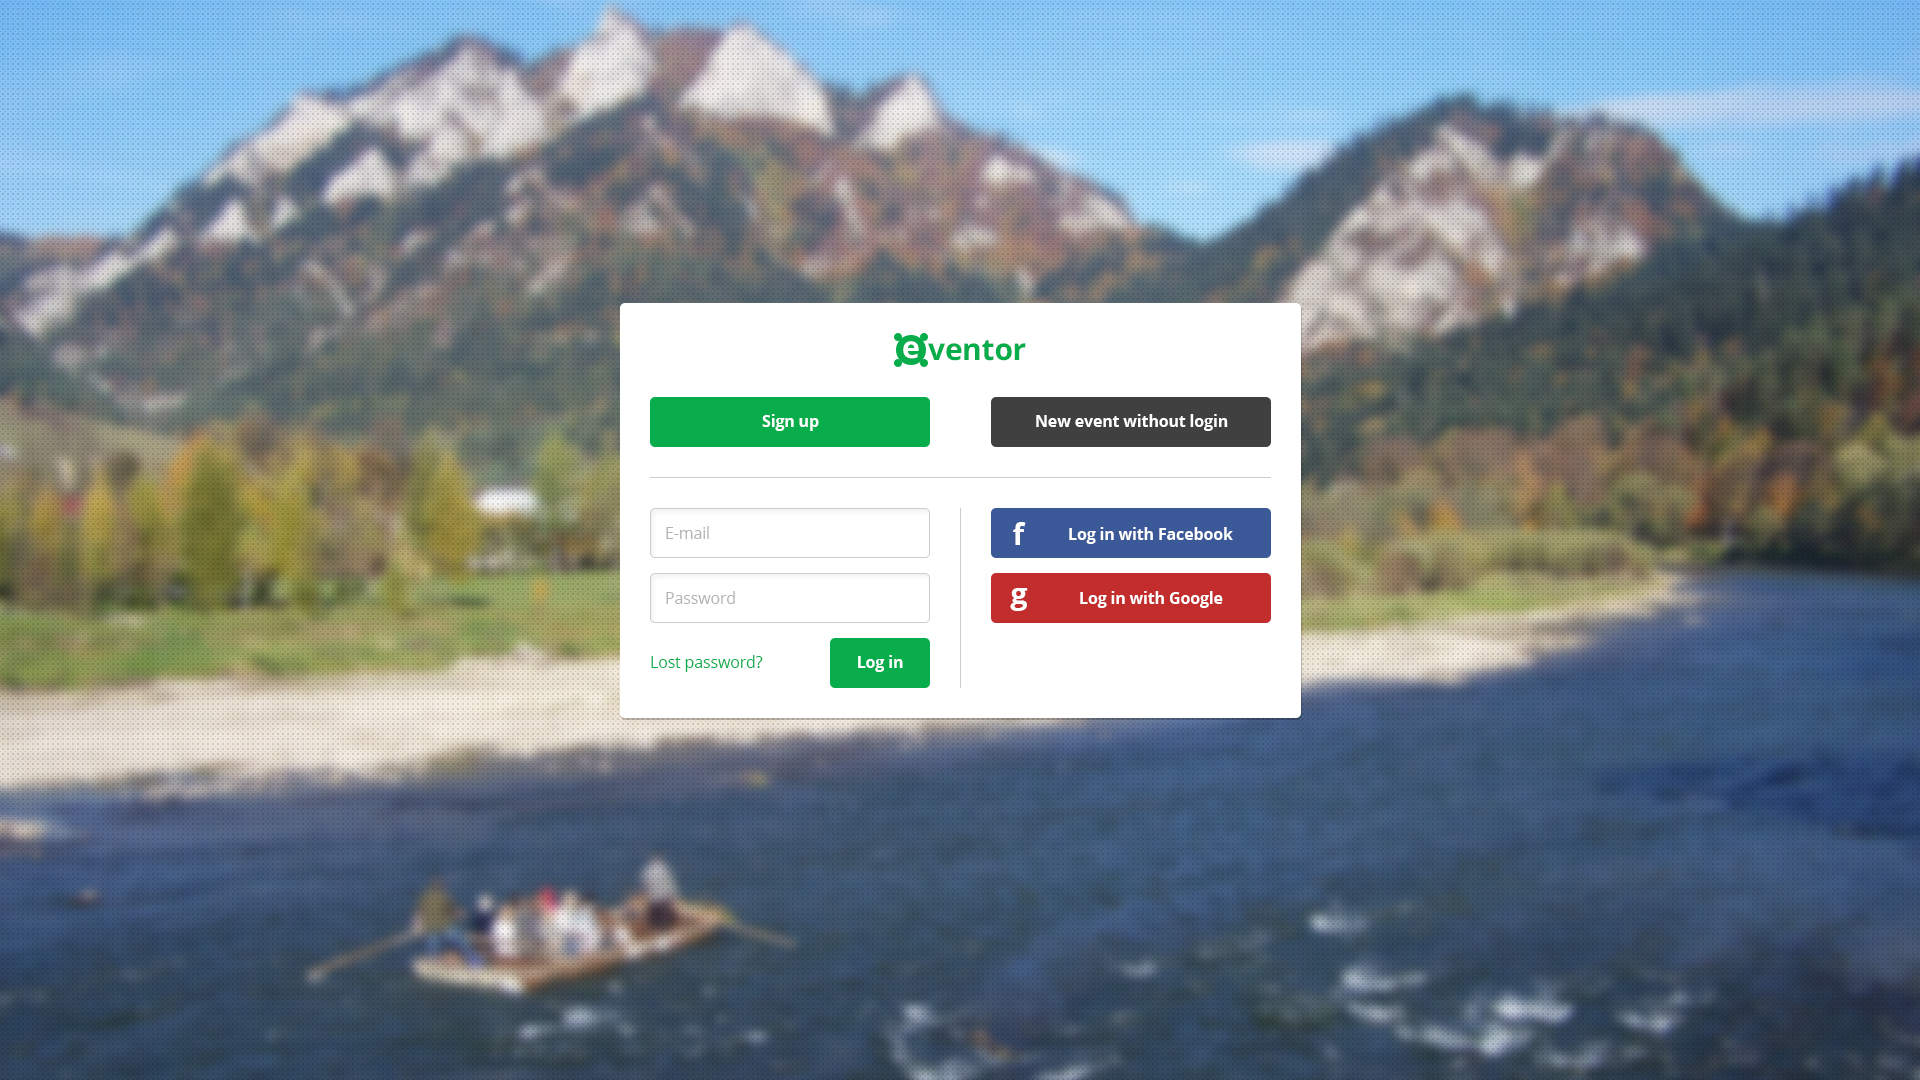 eventor
Sign up
New event without login
E-mail
Password
Lost password?
Log in
f Log in with Facebook
g Log in with Google